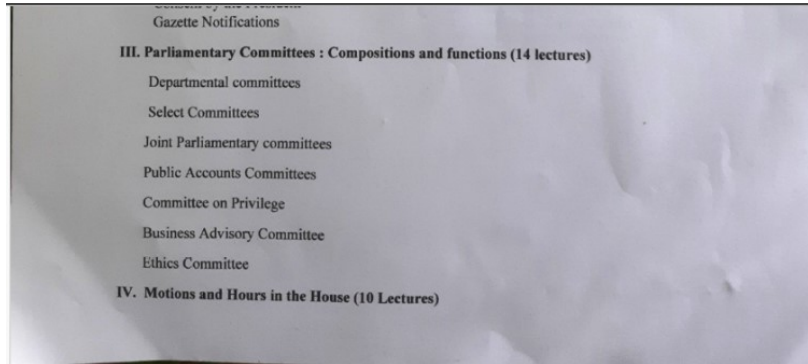 Gazette Notifications
III. Parliamentary Committees : Compositions and functions (14 lectures)
Departmental committees
Select Committees
Joint Parliamentary committees
Public Accounts Committees
Committee on Privilege
Business Advisory Committee
Ethics Committee
IV. Motions and Hours in the House (10 Lectures)